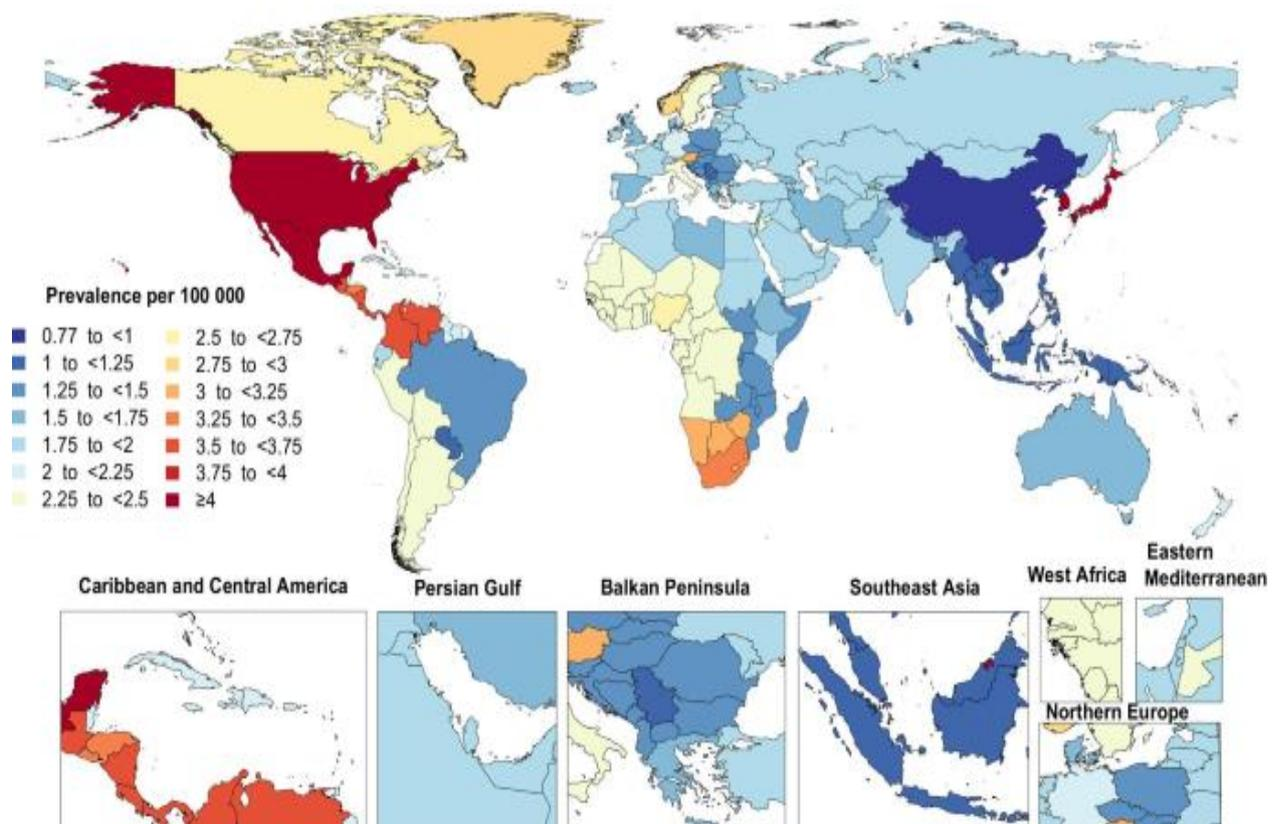 Prevalence per 100 000
0.77 to <1
1 to <1.25
1.25 to <1.5
1.5 to <1.75
1.75 to <2
2 to <2.25
2.25 to <2.5
2.5 to <2.75
2.75 to <3
3 to <3.25
3.25 to <3.5
3.5 to <3.75
3.75 to <4
≥4
Caribbean and Central America
Persian Gulf
Balkan Peninsula
Southeast Asia
West Africa
Eastern
Mediterranean
Northern Europe